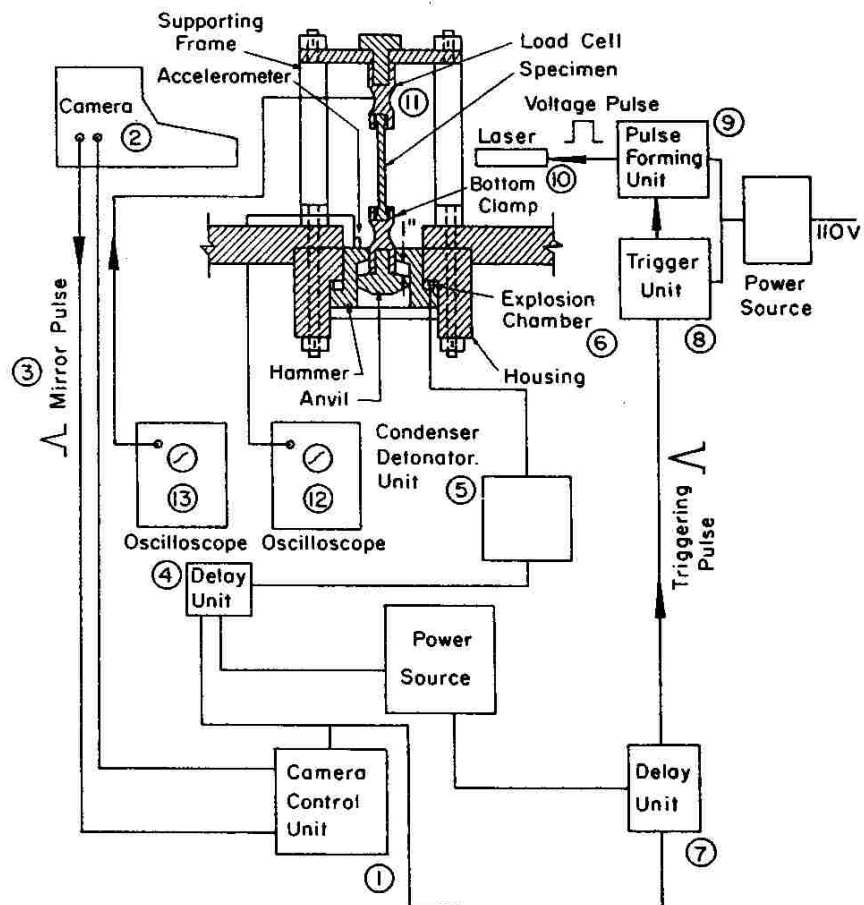 Supporting
Frame
Accelerometer
Load Cell
Specimen
11
Camera
2
Voltage Pulse
9
Laser
10
Pulse
Forming
Unit
Bottom
Clamp
1"
110V
Trigger
Unit
Power
Source
8
Explosion
Chamber
6
Housing
Hammer
Anvil
3
Mirror Pulse
Condenser
Detonator.
Unit
5
13
12
Oscilloscope
Oscilloscope
Triggering
Pulse
4
Delay
Unit
Power
Source
Camera
Control
Unit
1
Delay
Unit
7